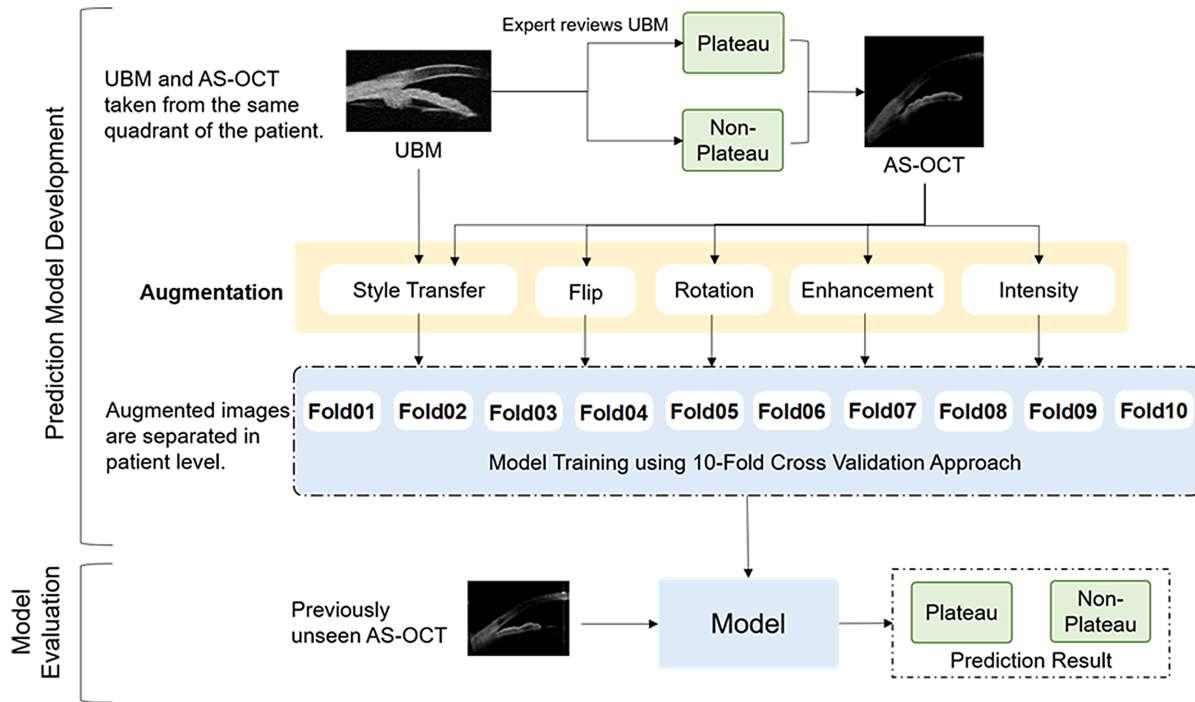 Prediction Model Development
Expert reviews UBM
Plateau
UBM and AS-OCT
taken from the same
quadrant of the patient.
Non-
Plateau
UBM
AS-OCT
Augmentation
Style Transfer
Flip
Rotation
Enhancement
Intensity
Augmented images
are separated in
patient level.
Fold01
Fold02
Fold03
Fold04
Fold05
Fold06
Fold07
Fold08
Fold09
Fold10
Model Training using 10-Fold Cross Validation Approach
Model
Evaluation
Previously
unseen AS-OCT
Model
Plateau
Non-
Plateau
Prediction Result